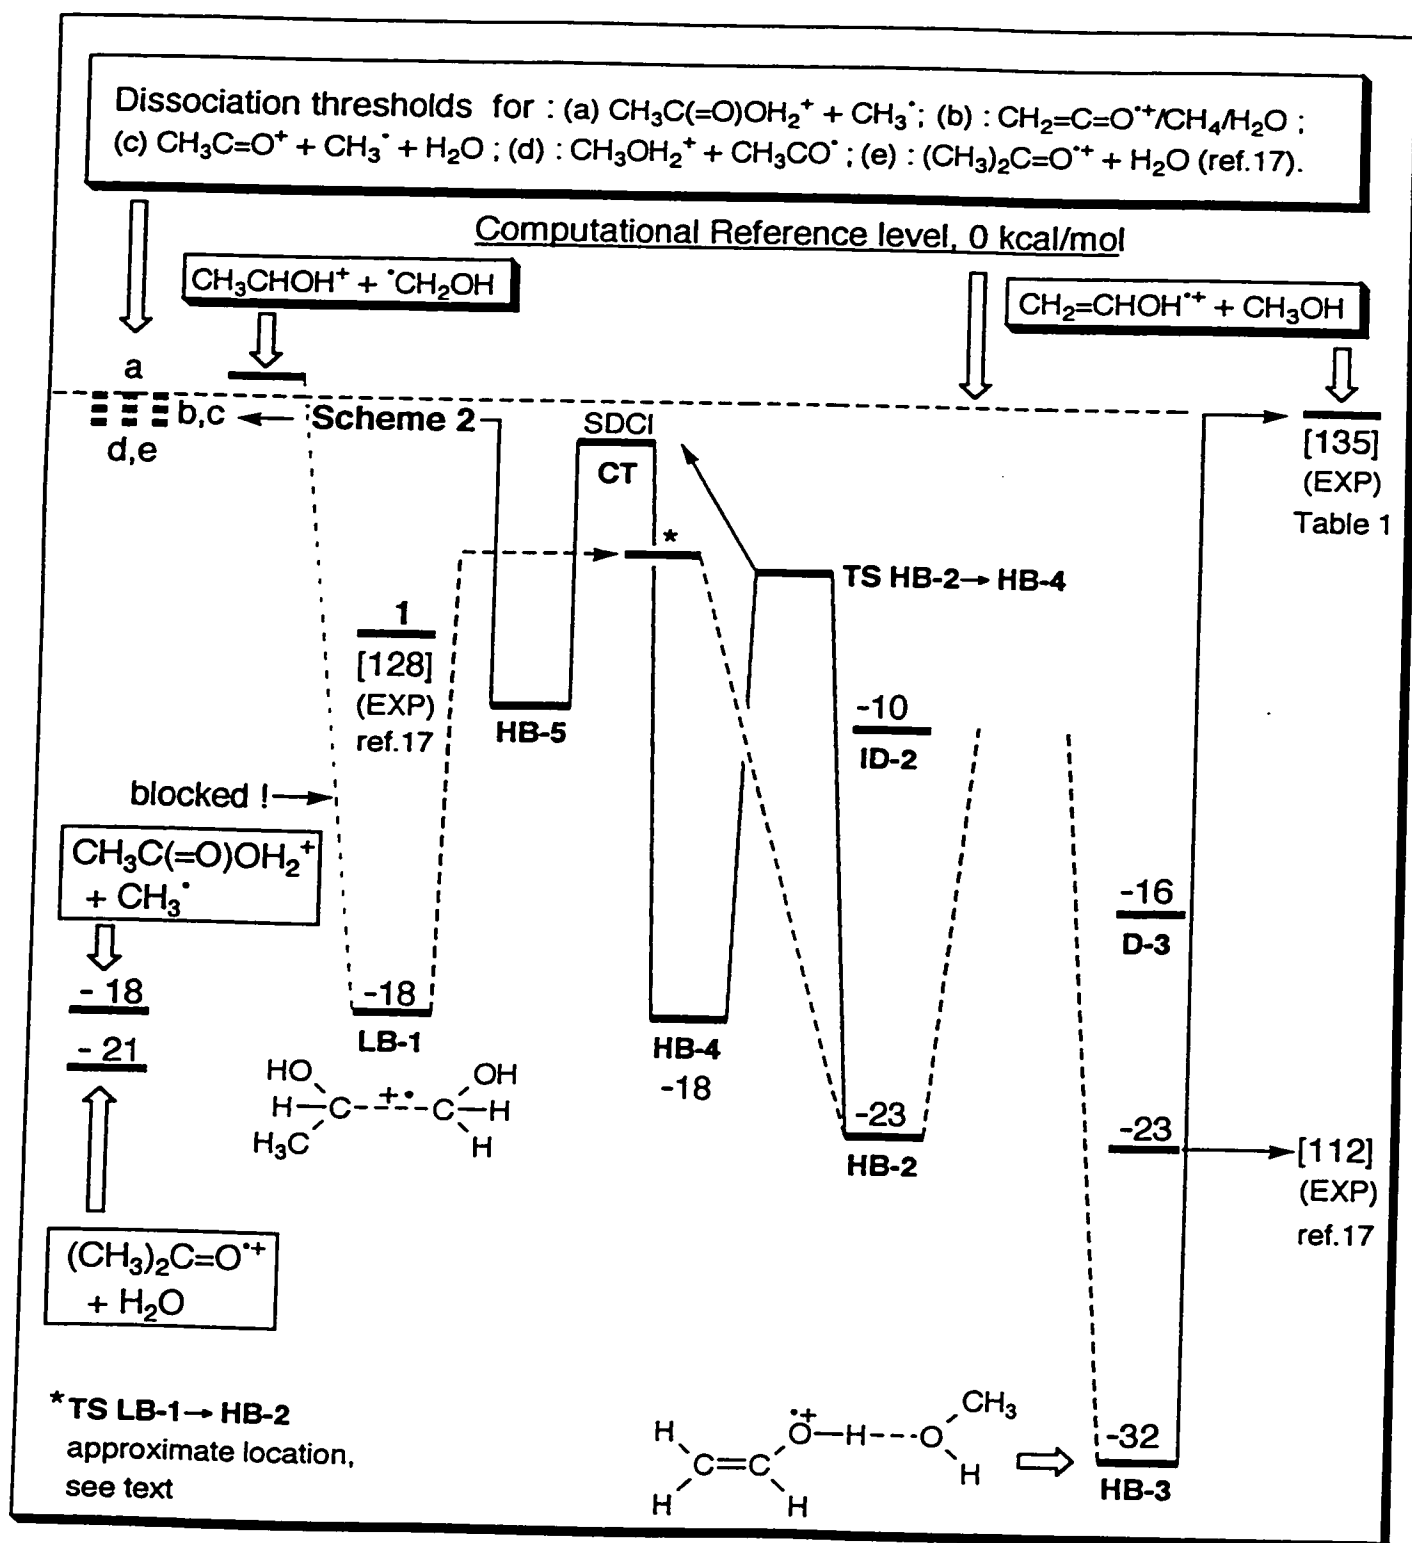 Dissociation thresholds for : (a) CH₃C(=O)OH₂⁺ + CH₃•; (b) : CH₂=C=O•⁺/CH₄/H₂O ;
(c) CH₃C=O⁺ + CH₃• + H₂O ; (d) : CH₃OH₂⁺ + CH₃CO• ; (e) : (CH₃)₂C=O•⁺ + H₂O (ref.17).
Computational Reference level, 0 kcal/mol
CH₃CHOH⁺ + •CH₂OH
CH₂=CHOH•⁺ + CH₃OH
a
b,c
d,e
Scheme 2
SDCI
CT
*
[135]
(EXP)
Table 1
TS HB-2→ HB-4
1
[128]
(EXP)
ref.17
HB-5
-10
ID-2
blocked !
CH₃C(=O)OH₂⁺
+ CH₃•
-16
D-3
- 18
- 21
-18
LB-1
HB-4
-18
HO
OH
H
C
+•
C
H
H₃C
H
-23
HB-2
-23
[112]
(EXP)
ref.17
(CH₃)₂C=O•⁺
+ H₂O
*TS LB-1→ HB-2
approximate location,
see text
CH₃
H
•+
O
H
O
C
C
H
H
H
-32
HB-3